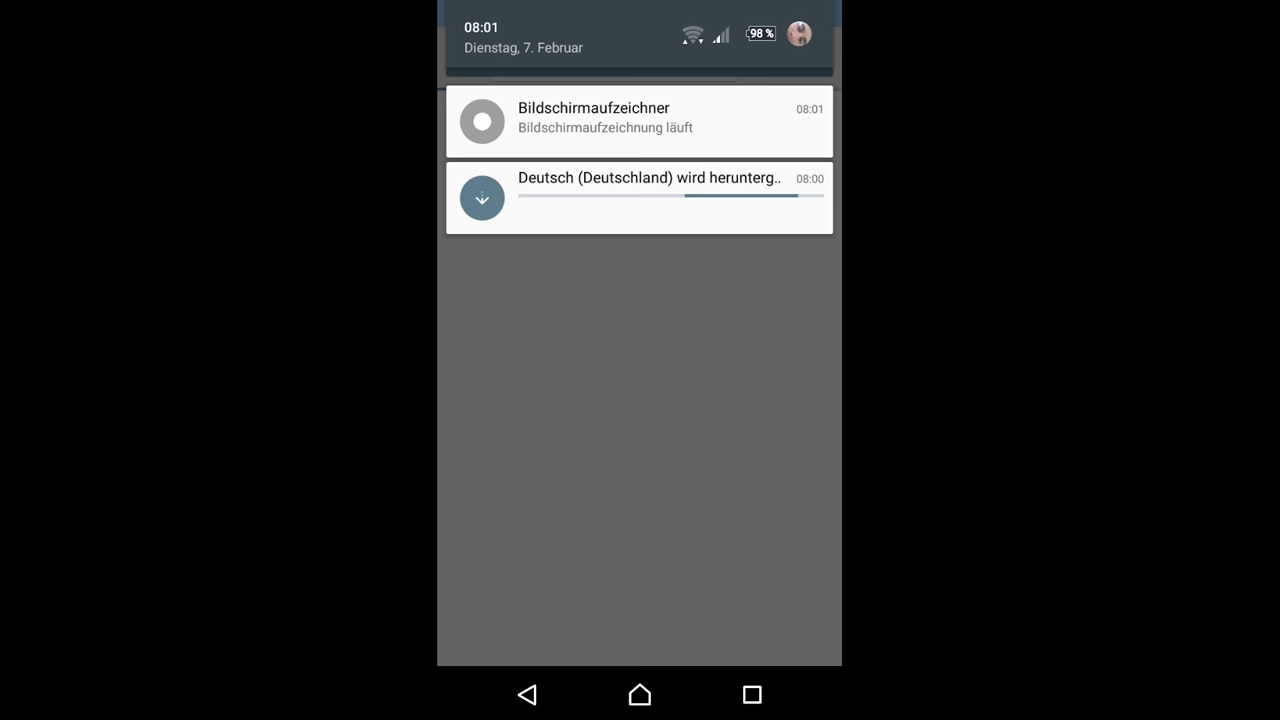 08:01
Dienstag, 7. Februar
98 %
Bildschirmaufzeichner
08:01
Bildschirmaufzeichnung läuft
Deutsch (Deutschland) wird herunterg..
08:00